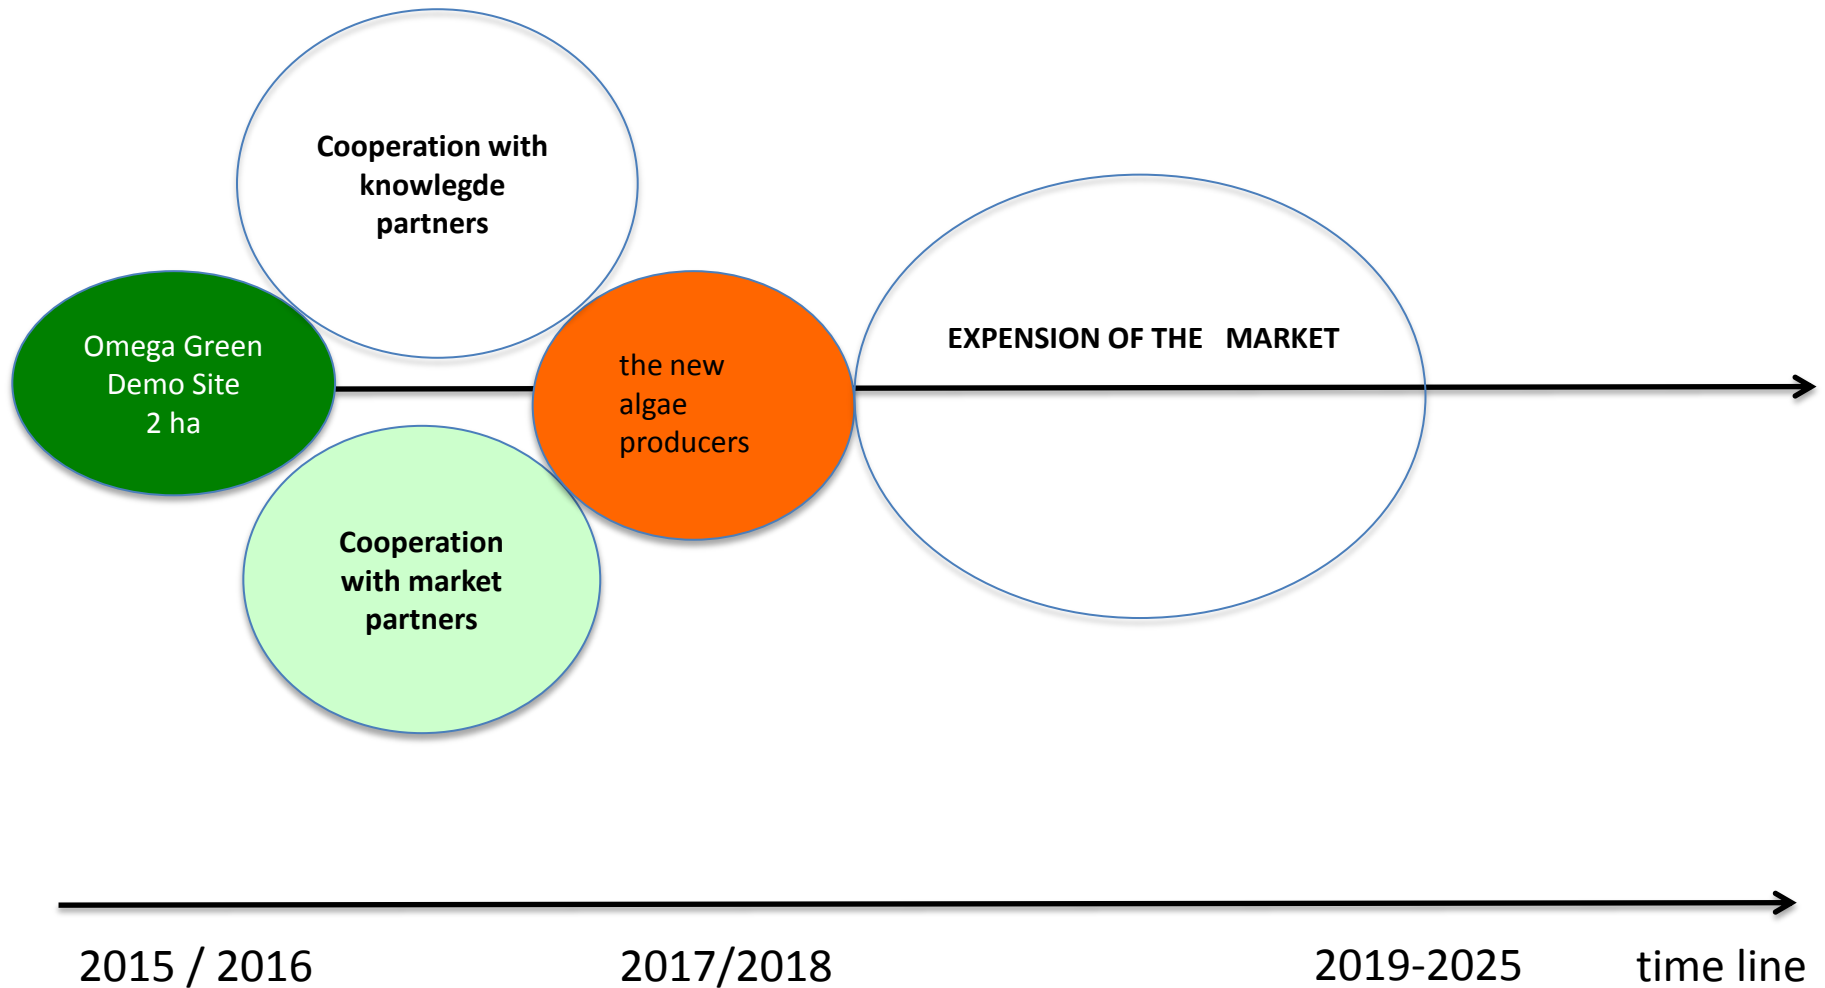 Cooperation with
knowlegde
partners
Omega Green
Demo Site
2 ha
the new
algae
producers
EXPENSION OF THE MARKET
Cooperation
with market
partners
2015 / 2016
2017/2018
2019-2025
time line